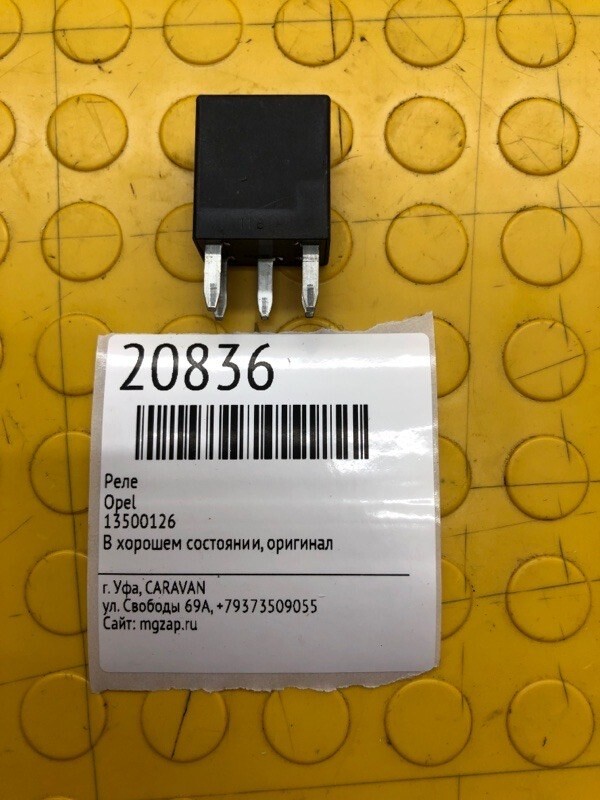 20836
Реле
Opel
13500126
В хорошем состоянии, оригинал
г. Уфа, CARAVAN
ул. Свободы 69А, +79373509055
Сайт: mgzap.ru